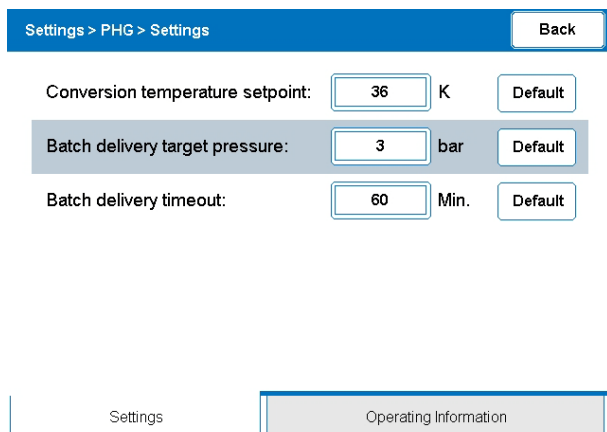 Settings > PHG > Settings Back
Conversion temperature setpoint: 36 K Default
Batch delivery target pressure: 3 bar Default
Batch delivery timeout: 60 Min. Default
Settings Operating Information